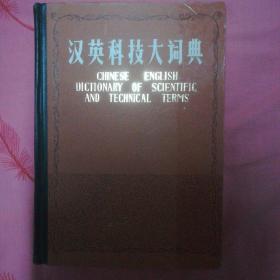 汉英科技大词典
CHINESE ENGLISH
DICTIONARY OF SCIENTIFIC
AND TECHNICAL TERMS